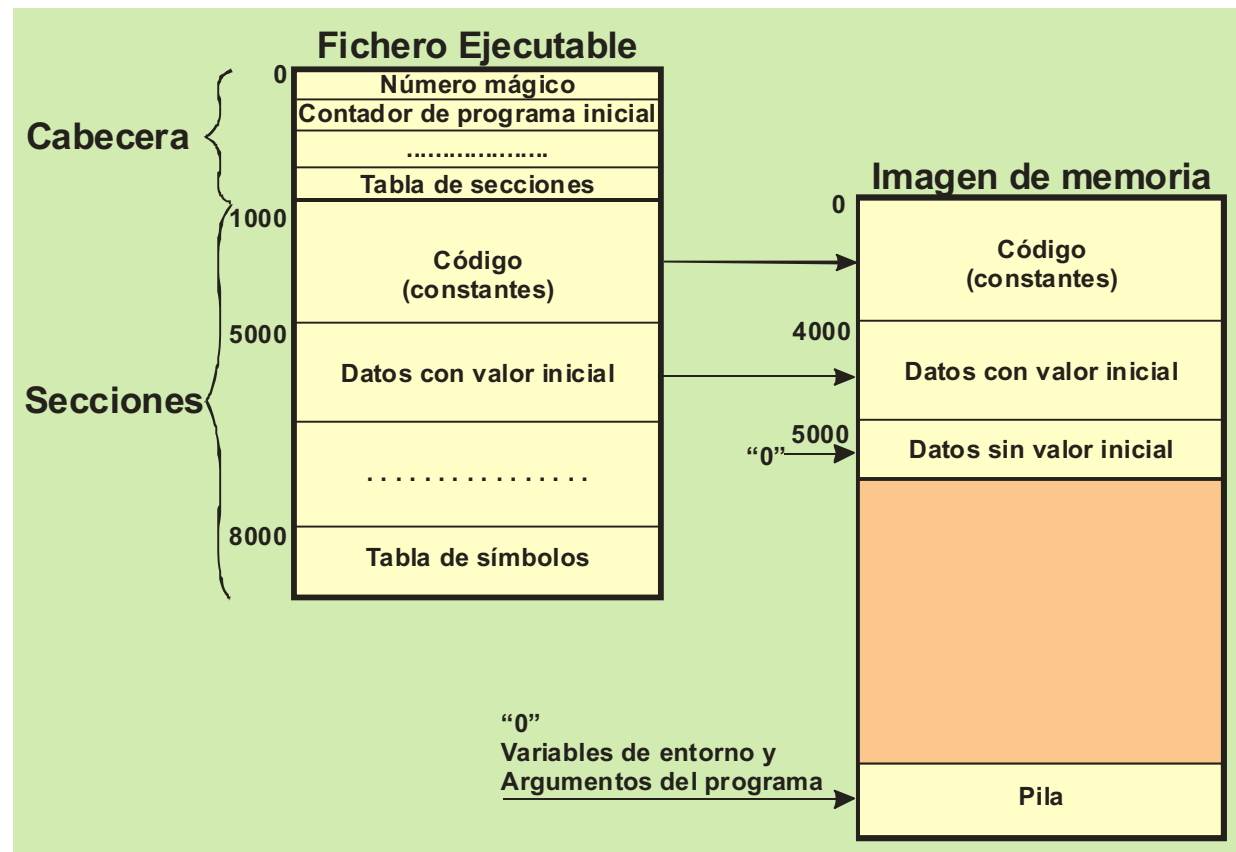 Fichero Ejecutable
0
Número mágico
Contador de programa inicial
...................
Tabla de secciones
Cabecera
1000
Código
(constantes)
5000
Datos con valor inicial
Secciones
. . . . . . . . . . . . . . . .
8000
Tabla de símbolos
Imagen de memoria
0
Código
(constantes)
4000
Datos con valor inicial
5000
“0”
Datos sin valor inicial
“0”
Variables de entorno y
Argumentos del programa
Pila